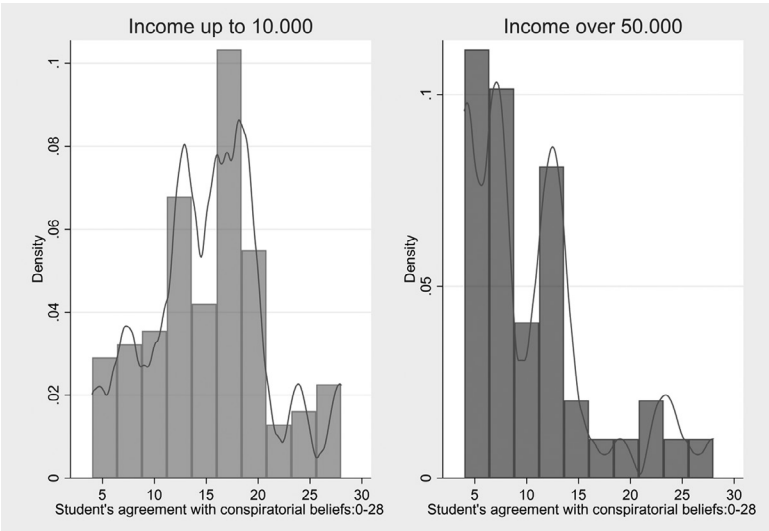 Income up to 10.000
Density
.1
.08
.06
.04
.02
0
5 10 15 20 25 30
Student's agreement with conspiratorial beliefs:0-28
Income over 50.000
Density
.1
.05
0
5 10 15 20 25 30
Student's agreement with conspiratorial beliefs:0-28